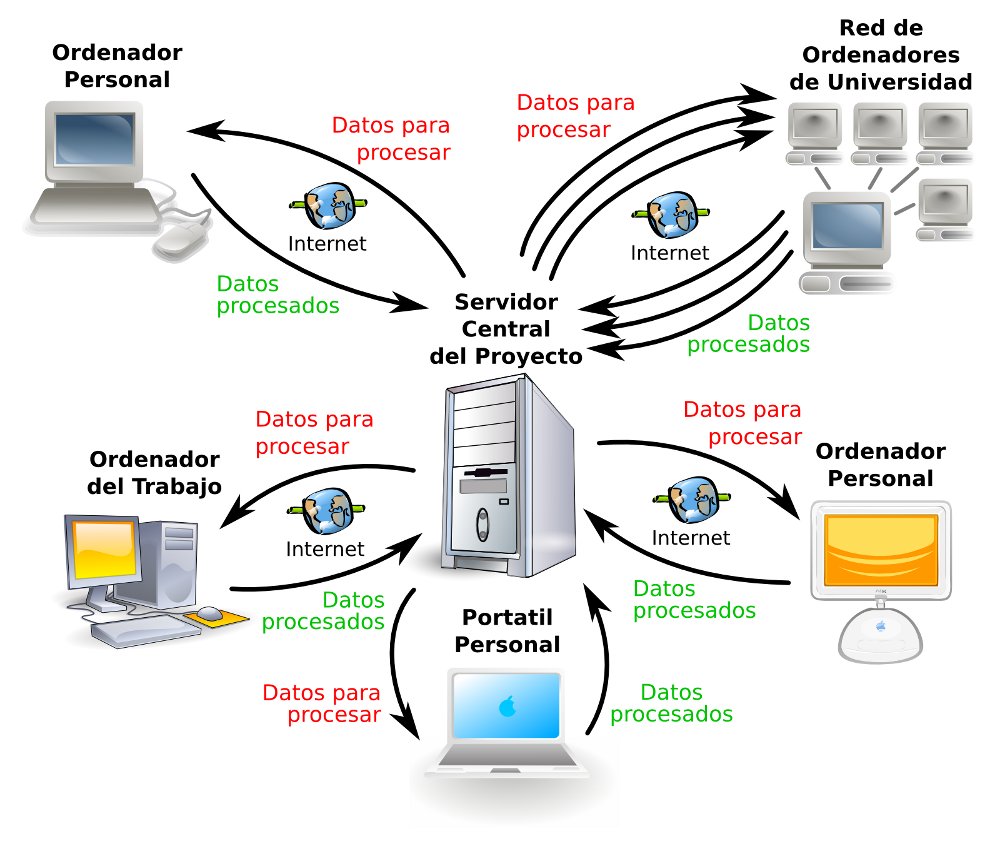 Ordenador
Personal
Datos para
procesar
Internet
Datos
procesados
Datos para
procesar
Red de
Ordenadores
de Universidad
Internet
Datos
procesados
Servidor
Central
del Proyecto
Datos para
procesar
Ordenador
del Trabajo
Internet
Datos
procesados
Datos para
procesar
Ordenador
Personal
Internet
Datos
procesados
Portatil
Personal
Datos para
procesar
Datos
procesados